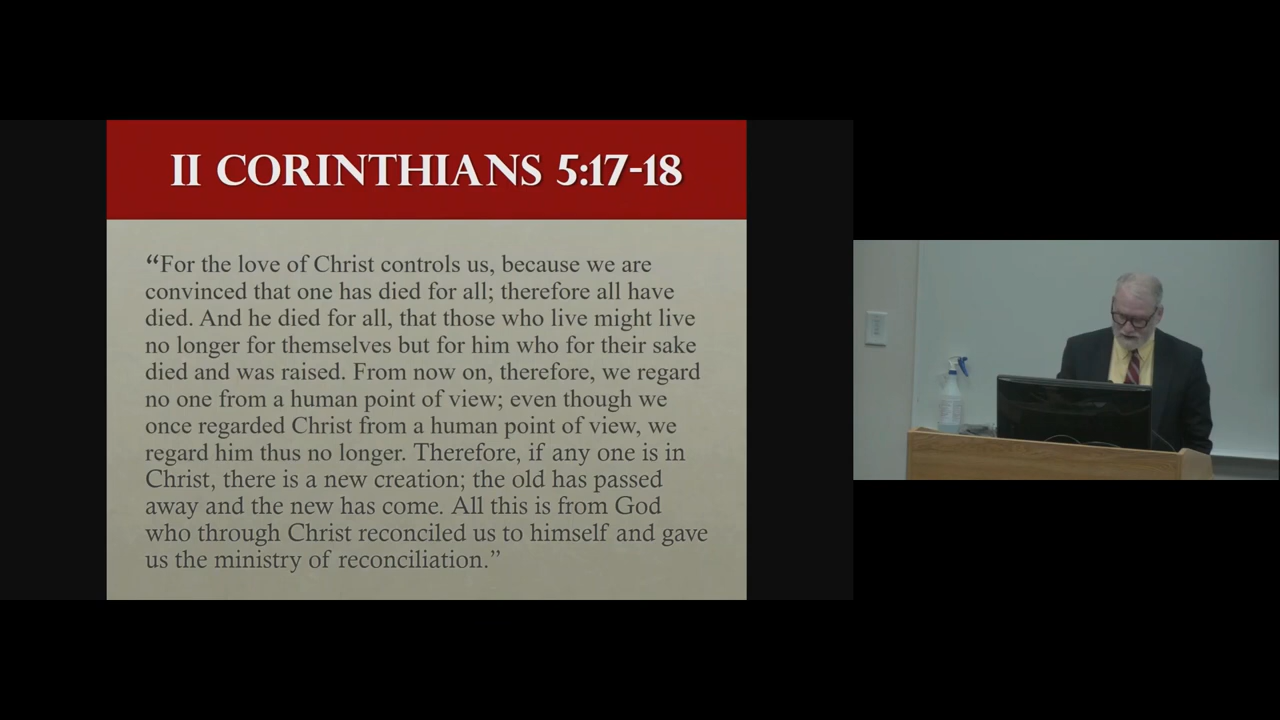 II CORINTHIANS 5:17-18
“For the love of Christ controls us, because we are
convinced that one has died for all; therefore all have
died. And he died for all, that those who live might live
no longer for themselves but for him who for their sake
died and was raised. From now on, therefore, we regard
no one from a human point of view; even though we
once regarded Christ from a human point of view, we
regard him thus no longer. Therefore, if any one is in
Christ, there is a new creation; the old has passed
away and the new has come. All this is from God
who through Christ reconciled us to himself and gave
us the ministry of reconciliation.”